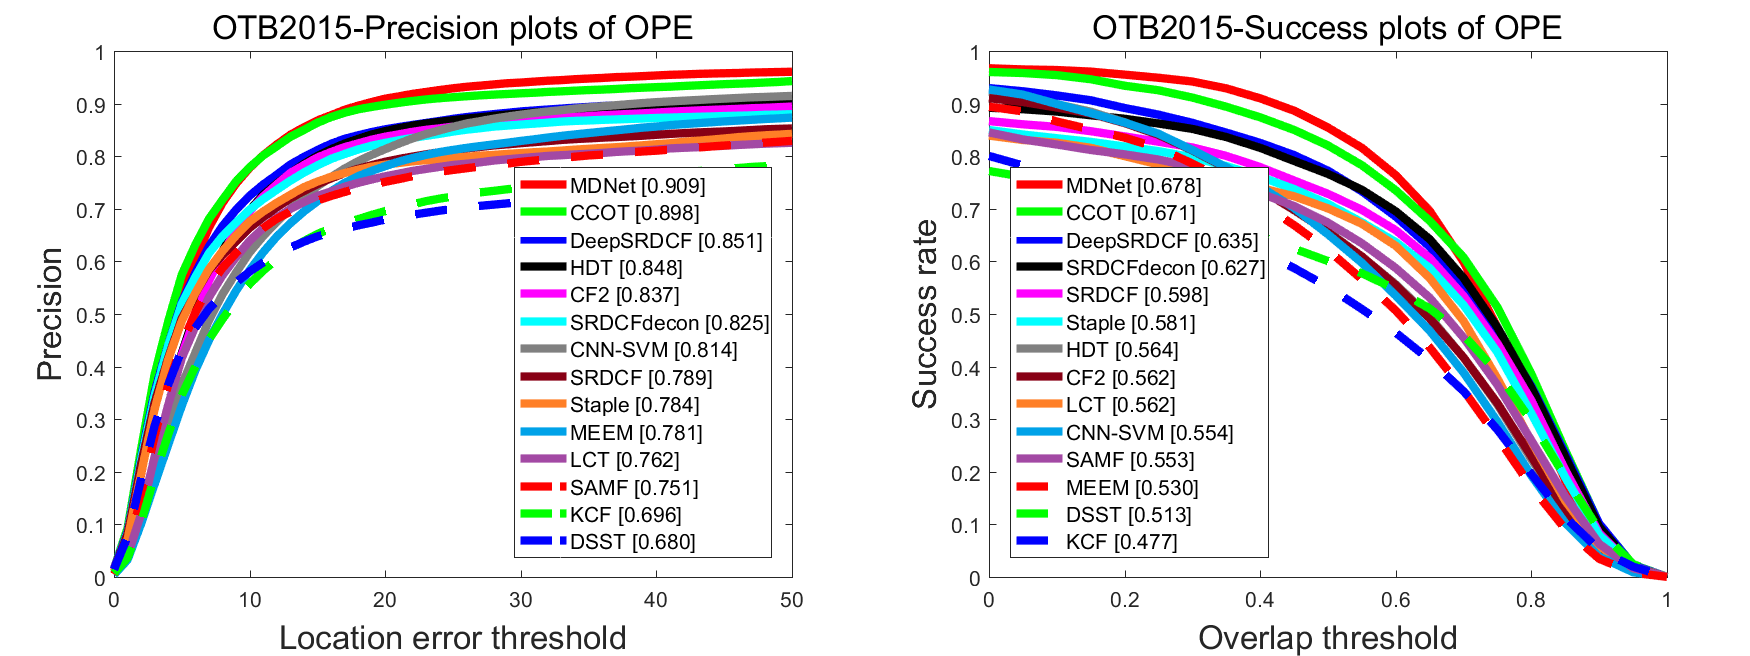 OTB2015-Precision plots of OPE
1
0.9
0.8
0.7
0.6
0.5
0.4
0.3
0.2
0.1
0
Precision
MDNet [0.909]
CCOT [0.898]
DeepSRDCF [0.851]
HDT [0.848]
CF2 [0.837]
SRDCFdecon [0.825]
CNN-SVM [0.814]
SRDCF [0.789]
Staple [0.784]
MEEM [0.781]
LCT [0.762]
SAMF [0.751]
KCF [0.696]
DSST [0.680]
0 10 20 30 40 50
Location error threshold
OTB2015-Success plots of OPE
1
0.9
0.8
0.7
0.6
0.5
0.4
0.3
0.2
0.1
0
Success rate
MDNet [0.678]
CCOT [0.671]
DeepSRDCF [0.635]
SRDCFdecon [0.627]
SRDCF [0.598]
Staple [0.581]
HDT [0.564]
CF2 [0.562]
LCT [0.562]
CNN-SVM [0.554]
SAMF [0.553]
MEEM [0.530]
DSST [0.513]
KCF [0.477]
0 0.2 0.4 0.6 0.8 1
Overlap threshold